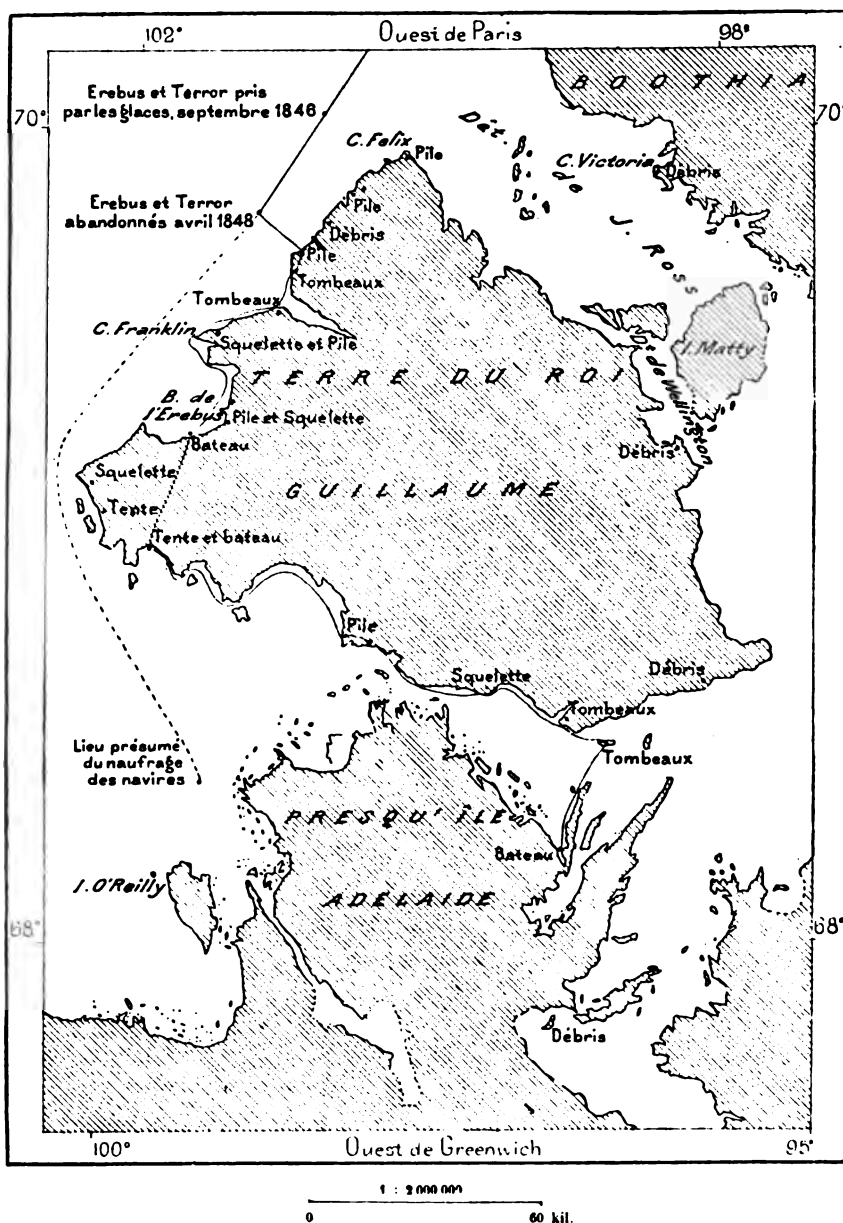 102°
Ouest de Paris
98°
BOOTHIA
Erebus et Terror pris
par les glaces, septembre 1846
70°
70°
C. Felix
Pile
Dét. de J. Ross
C. Victoria
Débris
Erebus et Terror
abandonnés avril 1848
Pile
Débris
Pile
Tombeaux
Tombeaux
C. Franklin
Squelette et Pile
I. Matty
TERRE DU ROI
Dt de Wellington
B. de
l'Erebus
Pile et Squelette
Bateau
Débris
Squelette
GUILLAUME
Tente
Tente et bateau
Pile
Squelette
Débris
Tombeaux
Lieu présumé
du naufrage
des navires
Tombeaux
PRESQU'ÎLE
Bateau
I. O'Reilly
ADELAIDE
68°
68°
Débris
100°
Ouest de Greenwich
95°
1 : 2 000 000
0
60 kil.